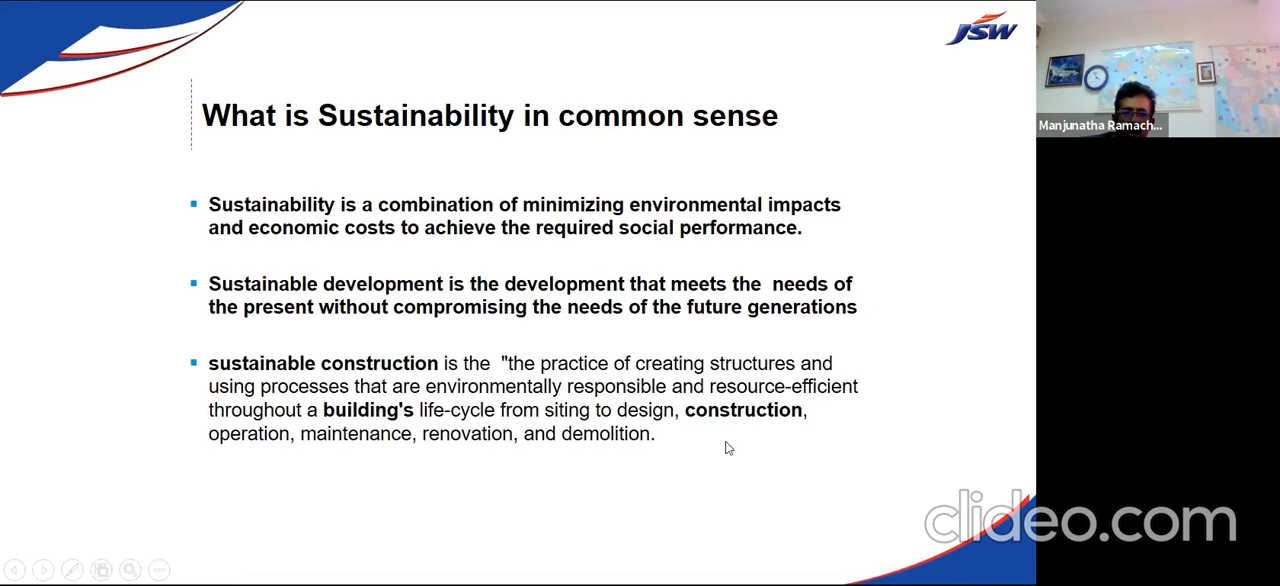 JSW
What is Sustainability in common sense
Manjunatha Ramach...
Sustainability is a combination of minimizing environmental impacts
and economic costs to achieve the required social performance.
Sustainable development is the development that meets the  needs of
the present without compromising the needs of the future generations
sustainable construction is the  "the practice of creating structures and
using processes that are environmentally responsible and resource-efficient
throughout a building's life-cycle from siting to design, construction,
operation, maintenance, renovation, and demolition.
clideo.com